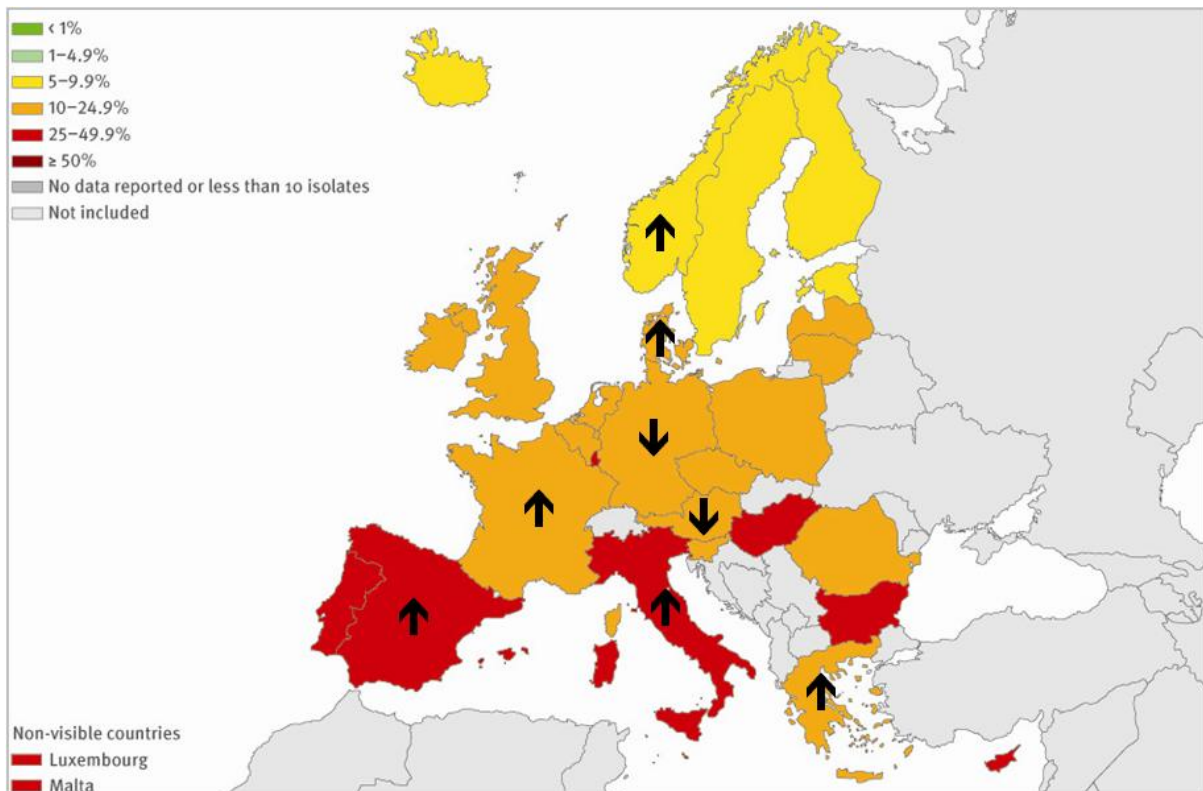 < 1%
1–4.9%
5–9.9%
10–24.9%
25–49.9%
≥ 50%
No data reported or less than 10 isolates
Not included
Non-visible countries
Luxembourg
Malta